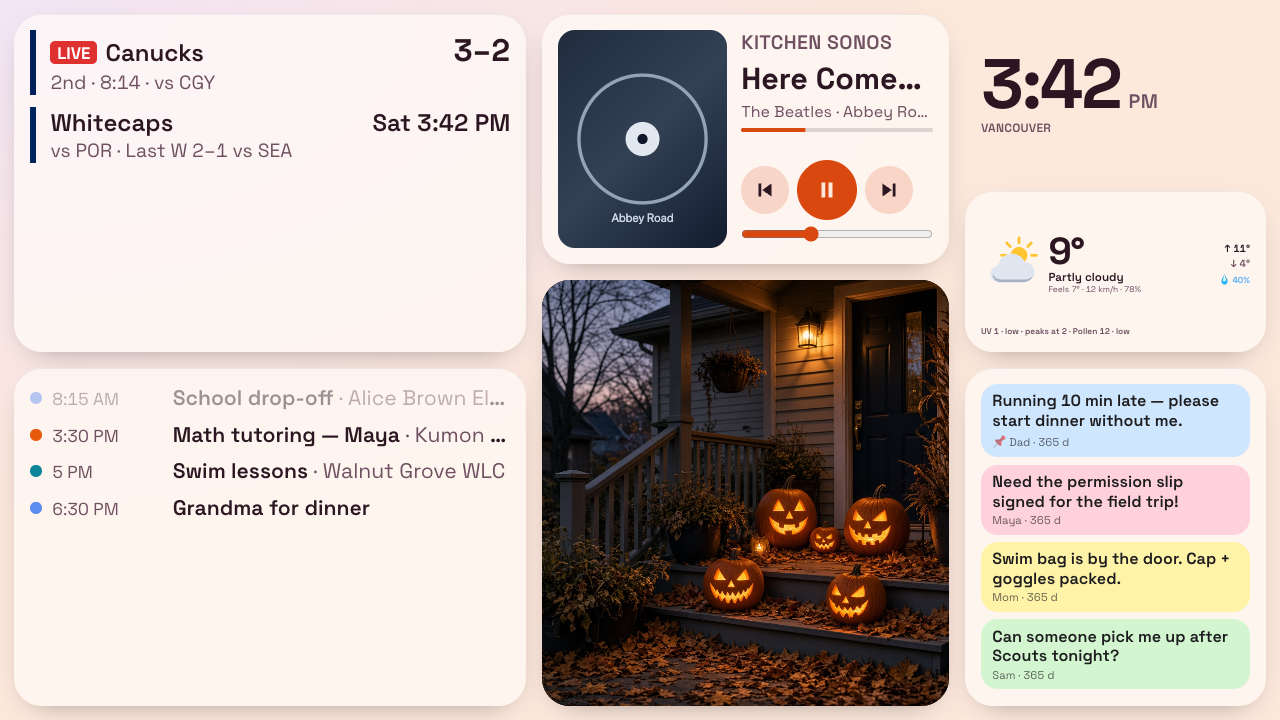 LIVE Canucks 3–2
2nd · 8:14 · vs CGY
Whitecaps Sat 3:42 PM
vs POR · Last W 2–1 vs SEA
8:15 AM School drop-off · Alice Brown El...
3:30 PM Math tutoring — Maya · Kumon ...
5 PM Swim lessons · Walnut Grove WLC
6:30 PM Grandma for dinner
Abbey Road
KITCHEN SONOS
Here Come...
The Beatles · Abbey Ro...
3:42 PM
VANCOUVER
9°
Partly cloudy
Feels 7° · 12 km/h · 78%
↑ 11°
↓ 4°
40%
UV 1 · low · peaks at 2 · Pollen 12 · low
Running 10 min late — please
start dinner without me.
📌 Dad · 365 d
Need the permission slip
signed for the field trip!
Maya · 365 d
Swim bag is by the door. Cap +
goggles packed.
Mom · 365 d
Can someone pick me up after
Scouts tonight?
Sam · 365 d